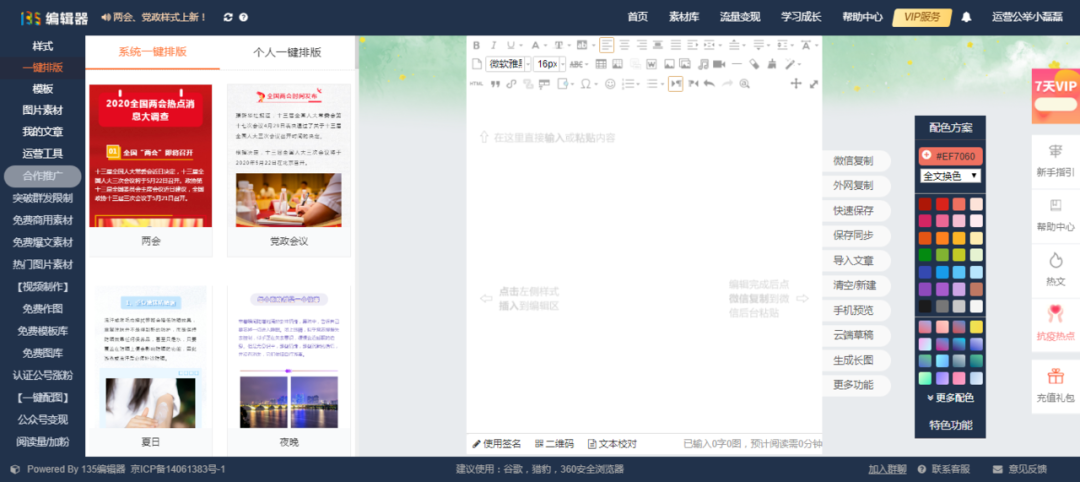 135 编辑器
两会、党政样式上新！
首页
素材库
流量变现
学习成长
帮助中心
VIP服务
运营公举小磊磊
样式
一键排版
模板
图片素材
我的文章
运营工具
合作推广
突破群发限制
免费商用素材
免费爆文素材
热门图片素材
【视频制作】
免费作图
免费模板库
免费图库
认证公号涨粉
【一键配图】
公众号变现
阅读量/加粉
系统一键排版
个人一键排版
2020全国两会热点消
息大调查
01
全国“两会”即将召开
两会
全国两会时间发布
党政会议
夏日
夜晚
微软雅黑
16px
ABC
HTML
在这里直接输入或粘贴内容
点击左侧样式
插入到编辑区
编辑完成后点
微信复制到微
信后台粘贴
使用签名
二维码
文本校对
已输入0字0图，预计阅读需0分钟
微信复制
外网复制
快速保存
保存同步
导入文章
清空/新建
手机预览
云端草稿
生成长图
更多功能
配色方案
#EF7060
全文换色
更多配色
特色功能
7天VIP
新手指引
帮助中心
热文
抗疫热点
充值礼包
Powered By 135编辑器 京ICP备14061383号-1
建议使用：谷歌，猎豹，360安全浏览器
加入群聊
联系客服
意见反馈